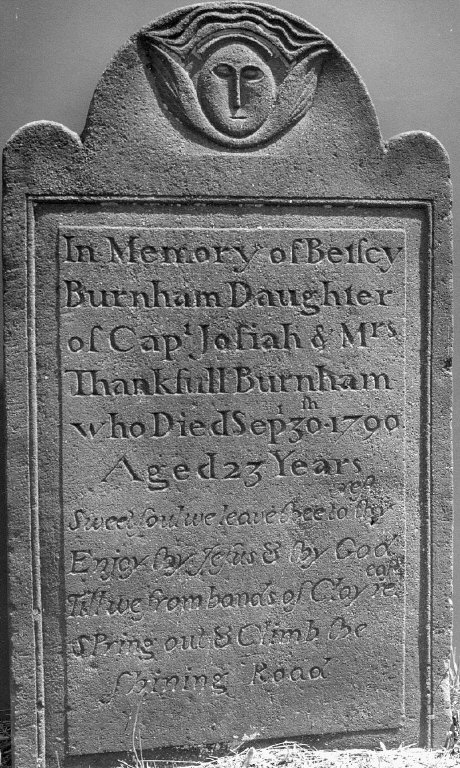 In Memory of Betſey
Burnham Daughter
of Capᵗ Joſiah & Mʳˢ
Thankfull Burnham
who Died Sepᵗ 30ᵗʰ 1790
Aged 23 Years
Sweet ſoul we leave thee to thy reſt
Enjoy thy Jeſus & thy God
Till we from bands of Clay re
Spring out & Climb the
ſhining Road